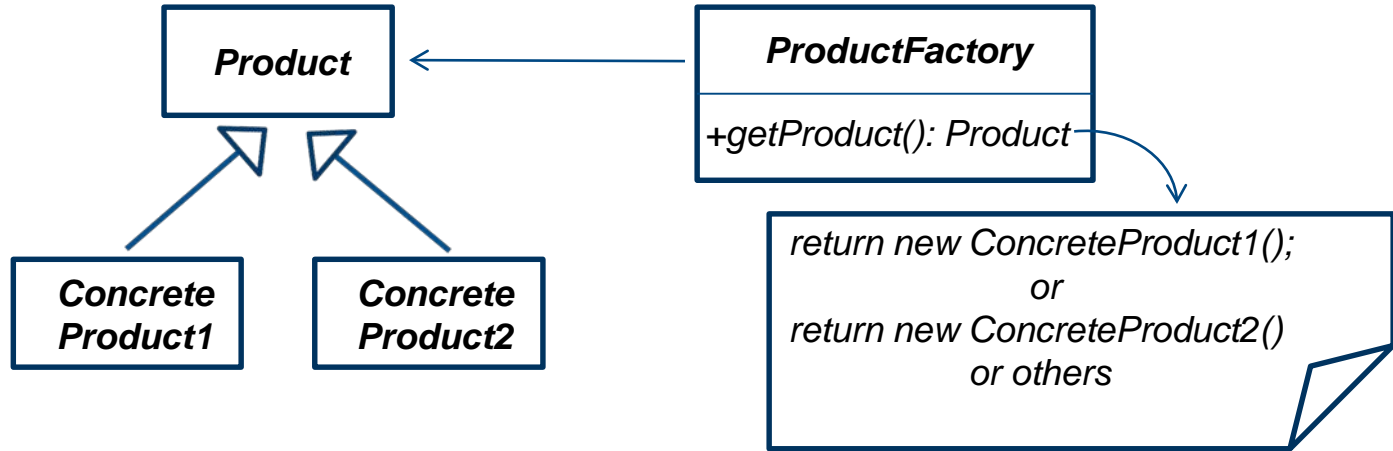 Product
ProductFactory
+getProduct(): Product
Concrete
Product1
Concrete
Product2
return new ConcreteProduct1();
or
return new ConcreteProduct2()
or others